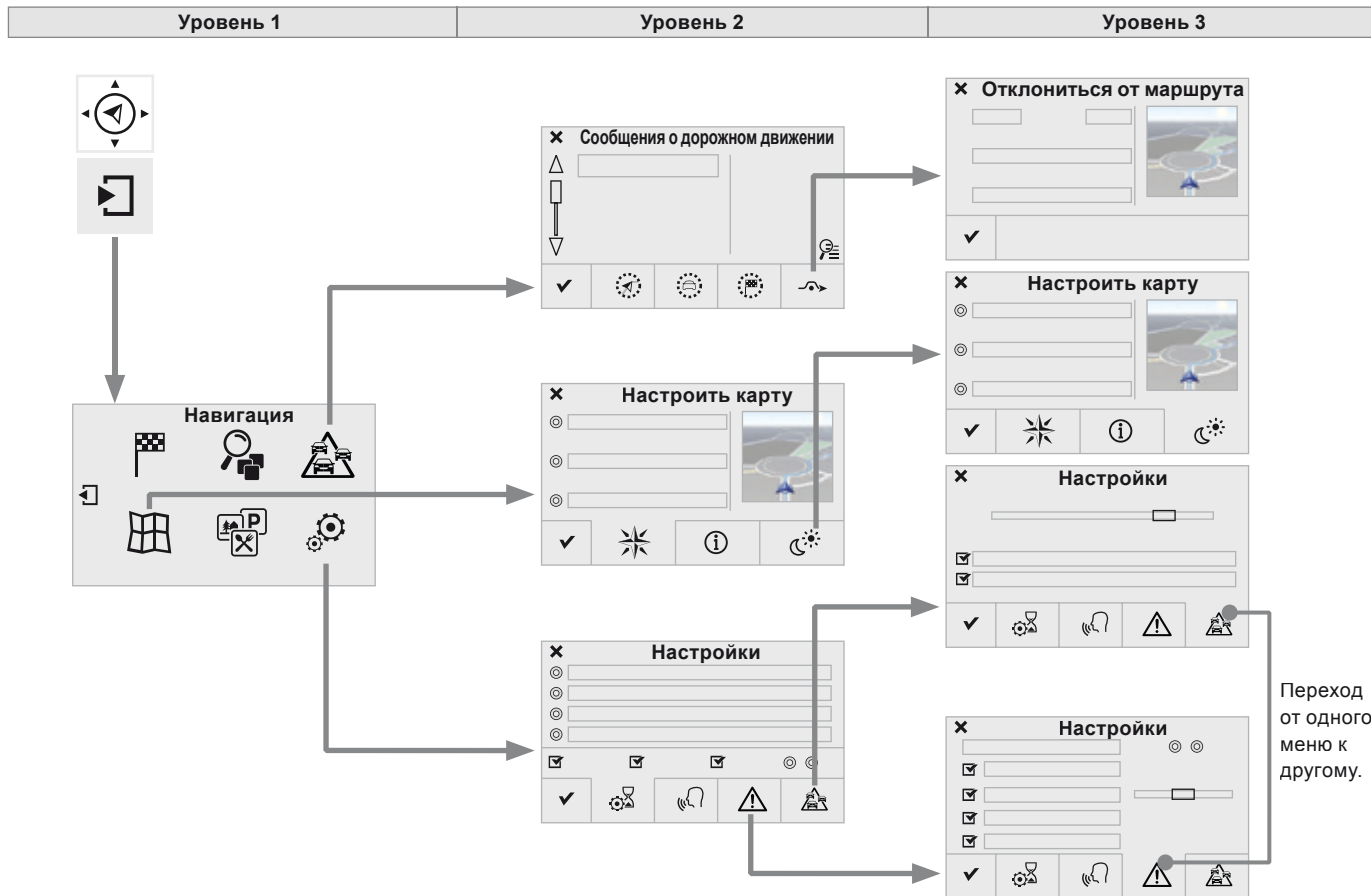 Уровень 1
Уровень 2
Уровень 3
Отклониться от маршрута
Сообщения о дорожном движении
Настроить карту
Навигация
Настроить карту
P
Настройки
Настройки
Переход
от одного
меню к
другому.
Настройки